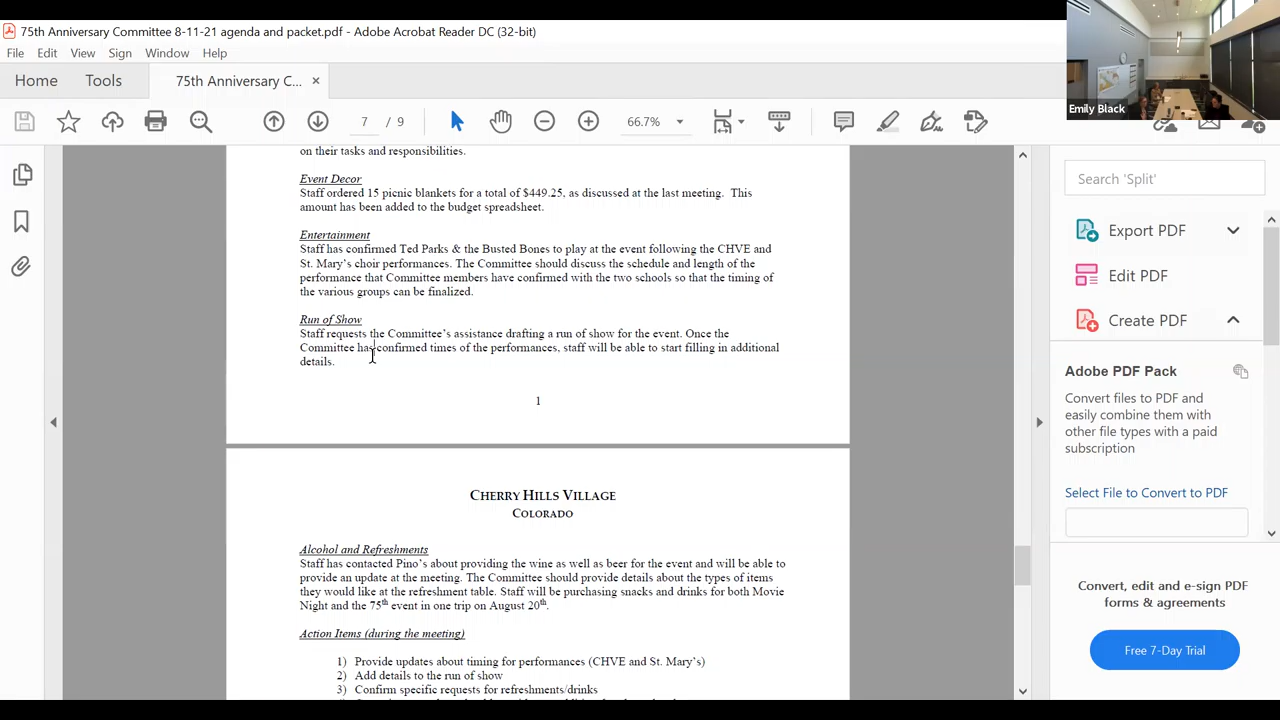 75th Anniversary Committee 8-11-21 agenda and packet.pdf - Adobe Acrobat Reader DC (32-bit)
File Edit View Sign Window Help
Home Tools 75th Anniversary C... ×
7 / 9 66.7%
Emily Black
on their tasks and responsibilities.
Event Decor
Staff ordered 15 picnic blankets for a total of $449.25, as discussed at the last meeting. This
amount has been added to the budget spreadsheet.
Entertainment
Staff has confirmed Ted Parks & the Busted Bones to play at the event following the CHVE and
St. Mary's choir performances. The Committee should discuss the schedule and length of the
performance that Committee members have confirmed with the two schools so that the timing of
the various groups can be finalized.
Run of Show
Staff requests the Committee's assistance drafting a run of show for the event. Once the
Committee has confirmed times of the performances, staff will be able to start filling in additional
details.
1
CHERRY HILLS VILLAGE
COLORADO
Alcohol and Refreshments
Staff has contacted Pino's about providing the wine as well as beer for the event and will be able to
provide an update at the meeting. The Committee should provide details about the types of items
they would like at the refreshment table. Staff will be purchasing snacks and drinks for both Movie
Night and the 75th event in one trip on August 20th.
Action Items (during the meeting)
1) Provide updates about timing for performances (CHVE and St. Mary's)
2) Add details to the run of show
3) Confirm specific requests for refreshments/drinks
Search 'Split'
Export PDF
Edit PDF
Create PDF
Adobe PDF Pack
Convert files to PDF and
easily combine them with
other file types with a paid
subscription
Select File to Convert to PDF
Convert, edit and e-sign PDF
forms & agreements
Free 7-Day Trial